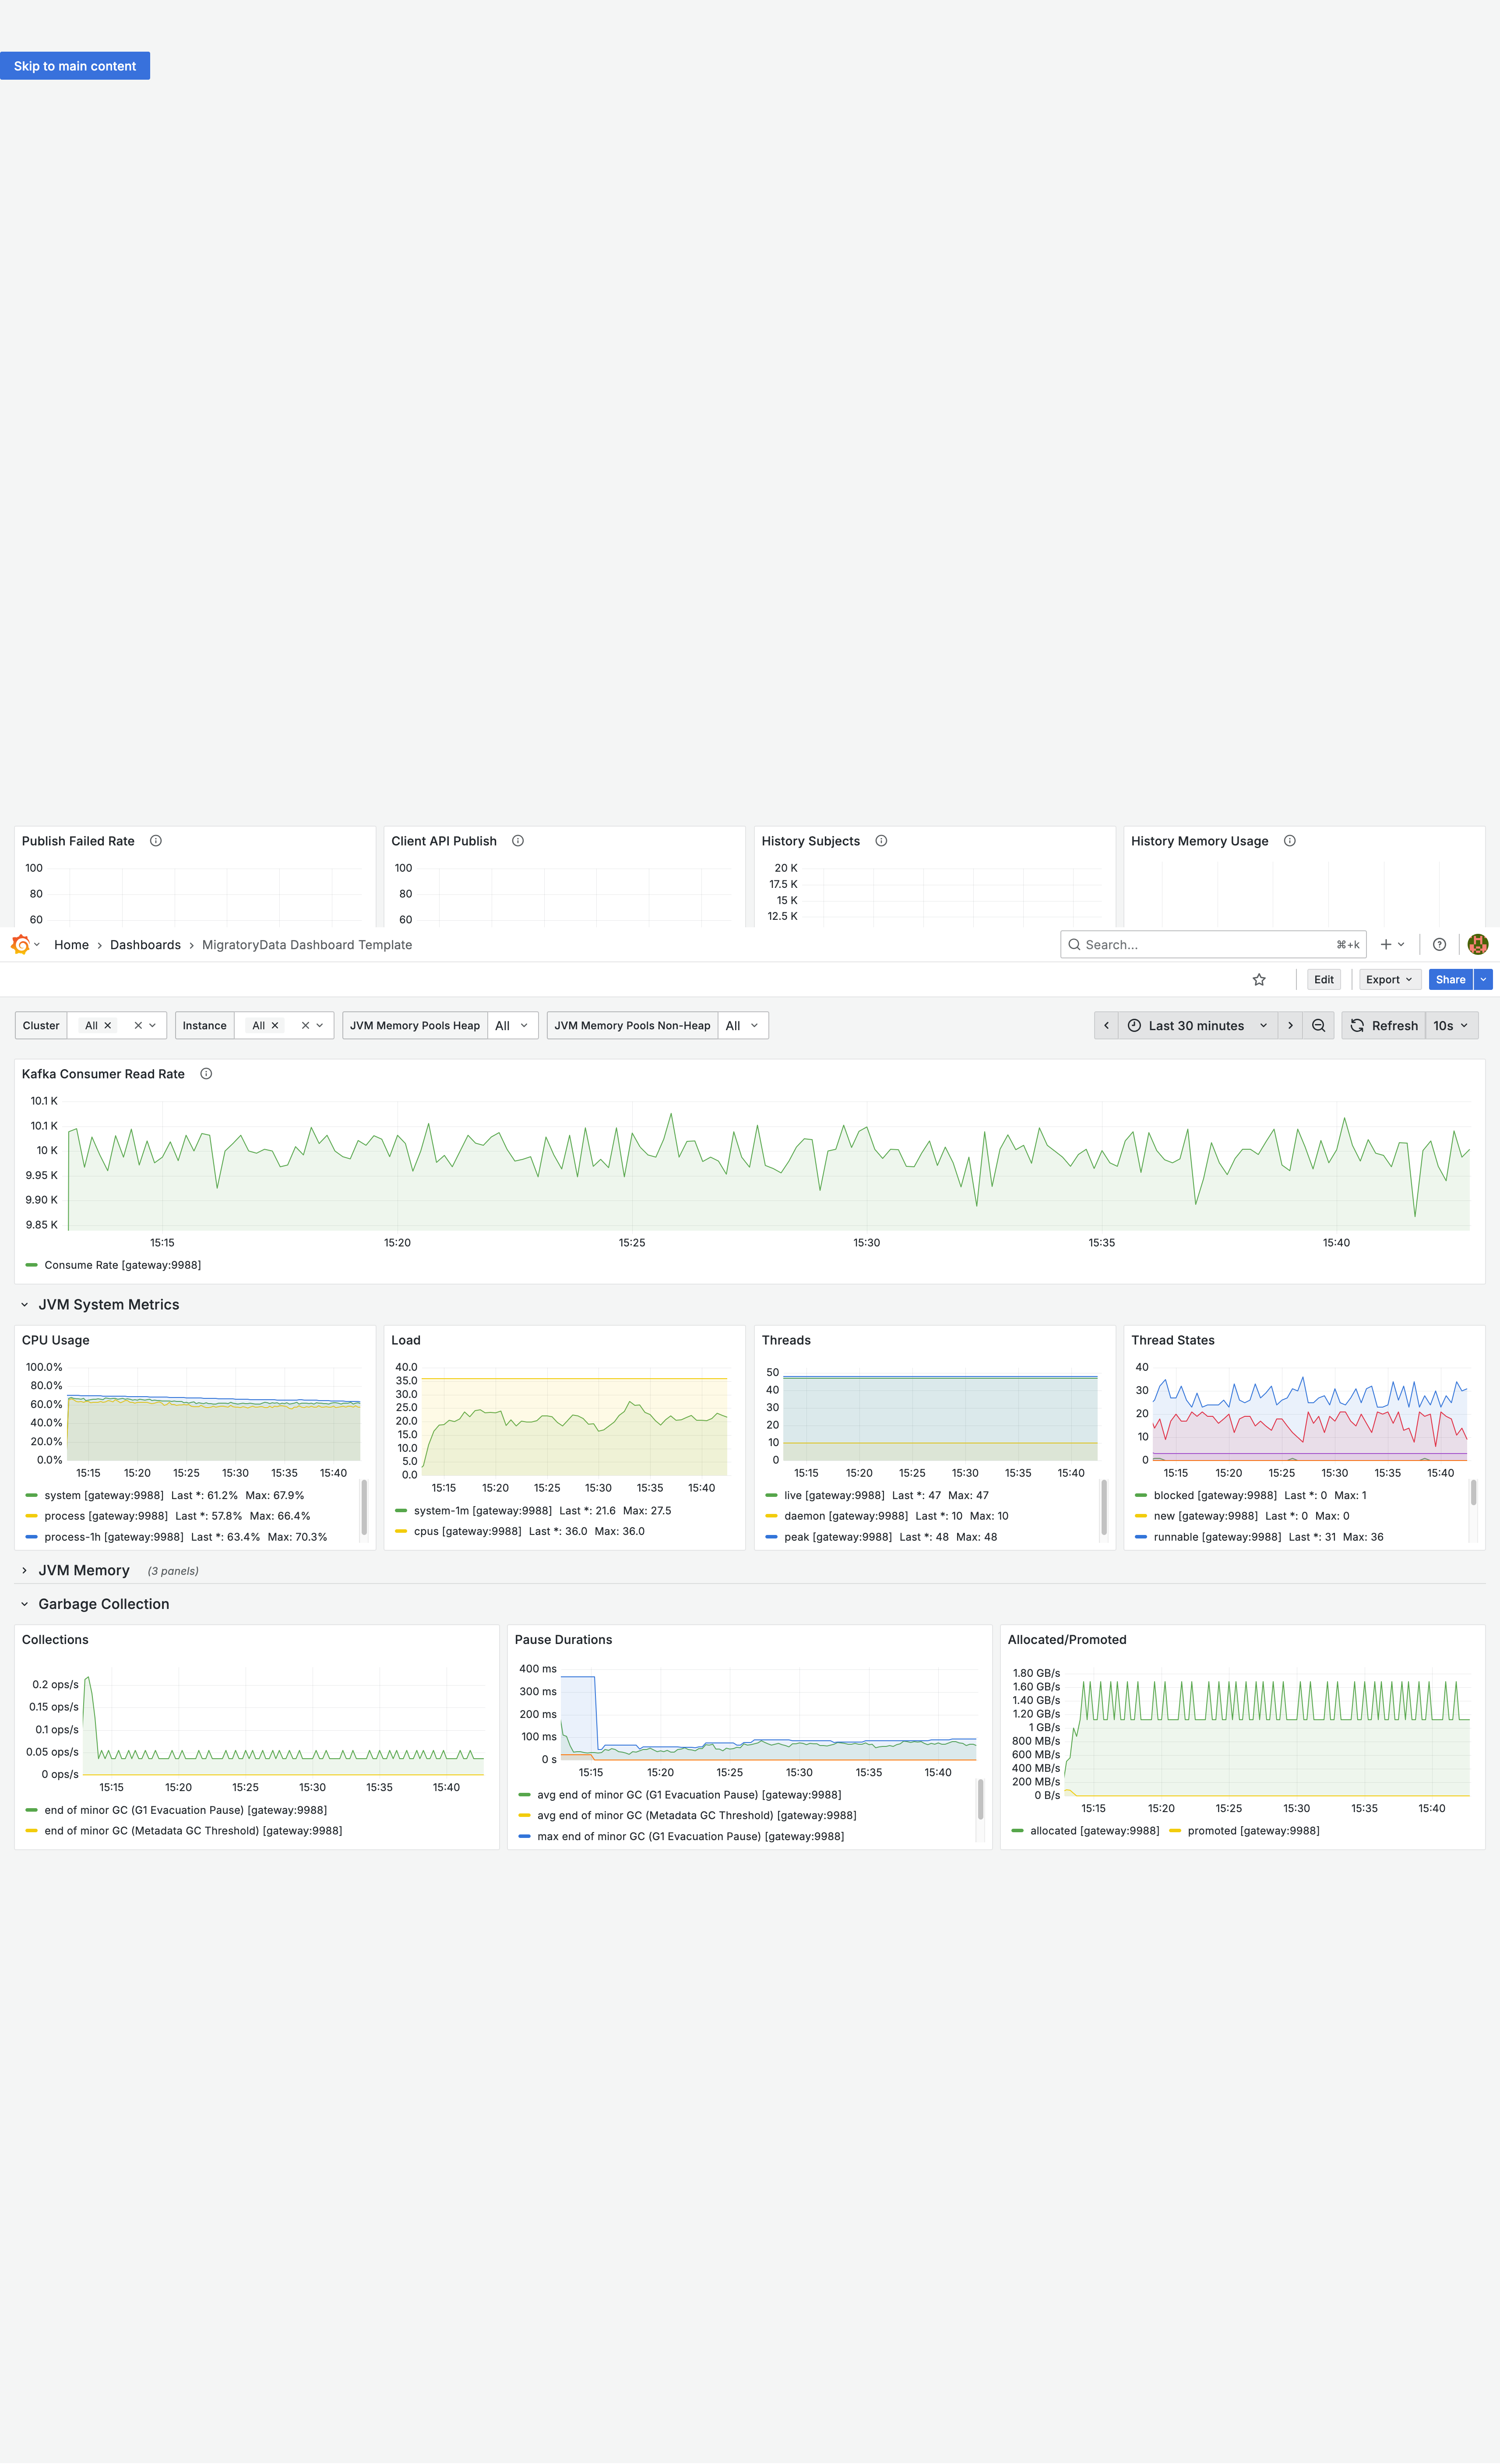 Skip to main content
Publish Failed Rate
100
80
60
Client API Publish
100
80
60
History Subjects
20 K
17.5 K
15 K
12.5 K
History Memory Usage
Home › Dashboards › MigratoryData Dashboard Template
Search... ⌘+k
Edit Export Share
Cluster All Instance All JVM Memory Pools Heap All JVM Memory Pools Non-Heap All Last 30 minutes Refresh 10s
Kafka Consumer Read Rate
10.1 K
10.1 K
10 K
9.95 K
9.90 K
9.85 K
15:15 15:20 15:25 15:30 15:35 15:40
Consume Rate [gateway:9988]
JVM System Metrics
CPU Usage
100.0%
80.0%
60.0%
40.0%
20.0%
0.0%
15:15 15:20 15:25 15:30 15:35 15:40
system [gateway:9988] Last *: 61.2% Max: 67.9%
process [gateway:9988] Last *: 57.8% Max: 66.4%
process-1h [gateway:9988] Last *: 63.4% Max: 70.3%
Load
40.0
35.0
30.0
25.0
20.0
15.0
10.0
5.0
0.0
15:15 15:20 15:25 15:30 15:35 15:40
system-1m [gateway:9988] Last *: 21.6 Max: 27.5
cpus [gateway:9988] Last *: 36.0 Max: 36.0
Threads
50
40
30
20
10
0
15:15 15:20 15:25 15:30 15:35 15:40
live [gateway:9988] Last *: 47 Max: 47
daemon [gateway:9988] Last *: 10 Max: 10
peak [gateway:9988] Last *: 48 Max: 48
Thread States
40
30
20
10
0
15:15 15:20 15:25 15:30 15:35 15:40
blocked [gateway:9988] Last *: 0 Max: 1
new [gateway:9988] Last *: 0 Max: 0
runnable [gateway:9988] Last *: 31 Max: 36
JVM Memory (3 panels)
Garbage Collection
Collections
0.2 ops/s
0.15 ops/s
0.1 ops/s
0.05 ops/s
0 ops/s
15:15 15:20 15:25 15:30 15:35 15:40
end of minor GC (G1 Evacuation Pause) [gateway:9988]
end of minor GC (Metadata GC Threshold) [gateway:9988]
Pause Durations
400 ms
300 ms
200 ms
100 ms
0 s
15:15 15:20 15:25 15:30 15:35 15:40
avg end of minor GC (G1 Evacuation Pause) [gateway:9988]
avg end of minor GC (Metadata GC Threshold) [gateway:9988]
max end of minor GC (G1 Evacuation Pause) [gateway:9988]
Allocated/Promoted
1.80 GB/s
1.60 GB/s
1.40 GB/s
1.20 GB/s
1 GB/s
800 MB/s
600 MB/s
400 MB/s
200 MB/s
0 B/s
15:15 15:20 15:25 15:30 15:35 15:40
allocated [gateway:9988] promoted [gateway:9988]